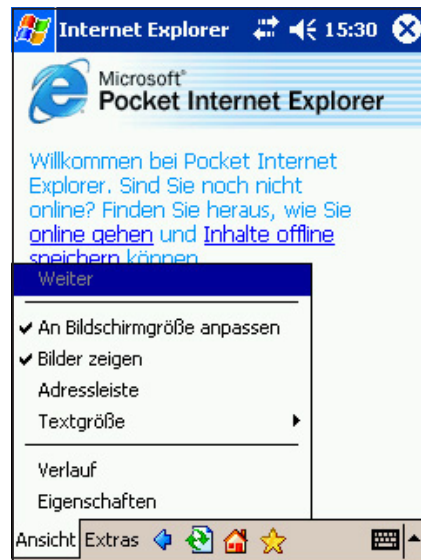 Internet Explorer 15:30
Microsoft®
Pocket Internet Explorer
Willkommen bei Pocket Internet
Explorer. Sind Sie noch nicht
online? Finden Sie heraus, wie Sie
online gehen und Inhalte offline
speichern können
Weiter
An Bildschirmgröße anpassen
Bilder zeigen
Adressleiste
Textgröße
Verlauf
Eigenschaften
Ansicht Extras